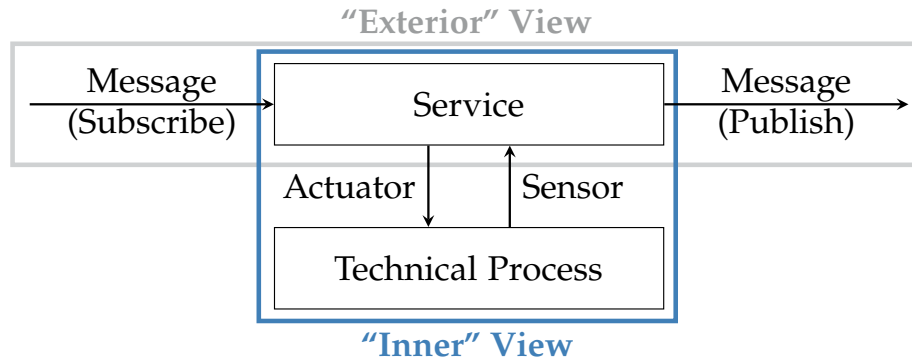 “Exterior” View
Message
(Subscribe)
Service
Message
(Publish)
Actuator
Sensor
Technical Process
“Inner” View